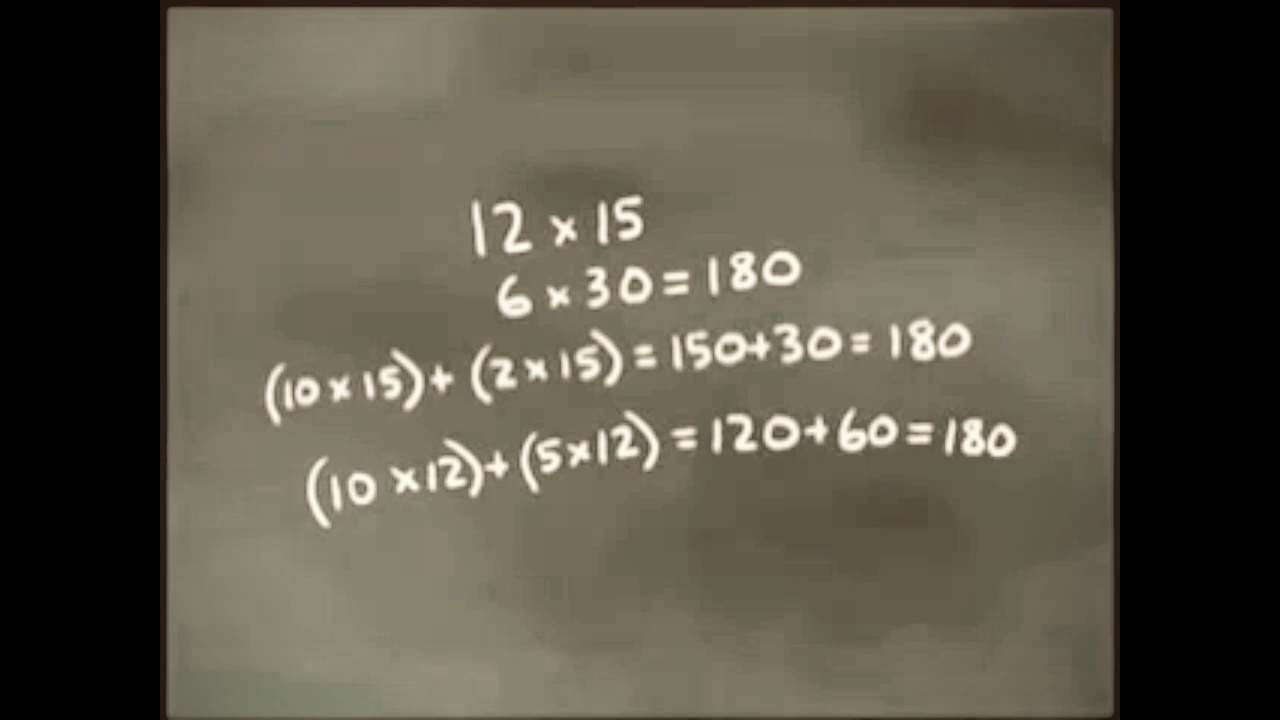 12 × 15
6 × 30 = 180
(10 × 15) + (2 × 15) = 150+30 = 180
(10 × 12) + (5 × 12) = 120+60 = 180